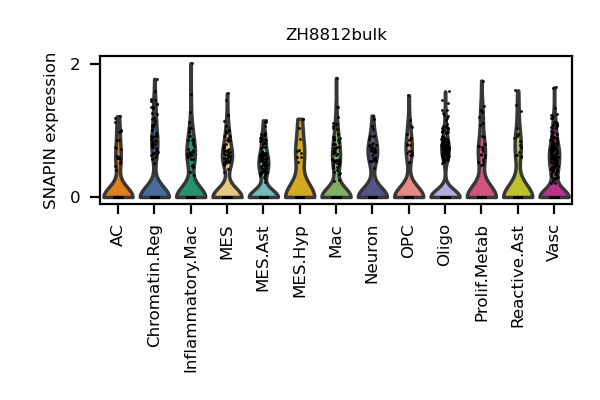 ZH8812bulk
SNAPIN expression
2
0
AC
Chromatin.Reg
Inflammatory.Mac
MES
MES.Ast
MES.Hyp
Mac
Neuron
OPC
Oligo
Prolif.Metab
Reactive.Ast
Vasc